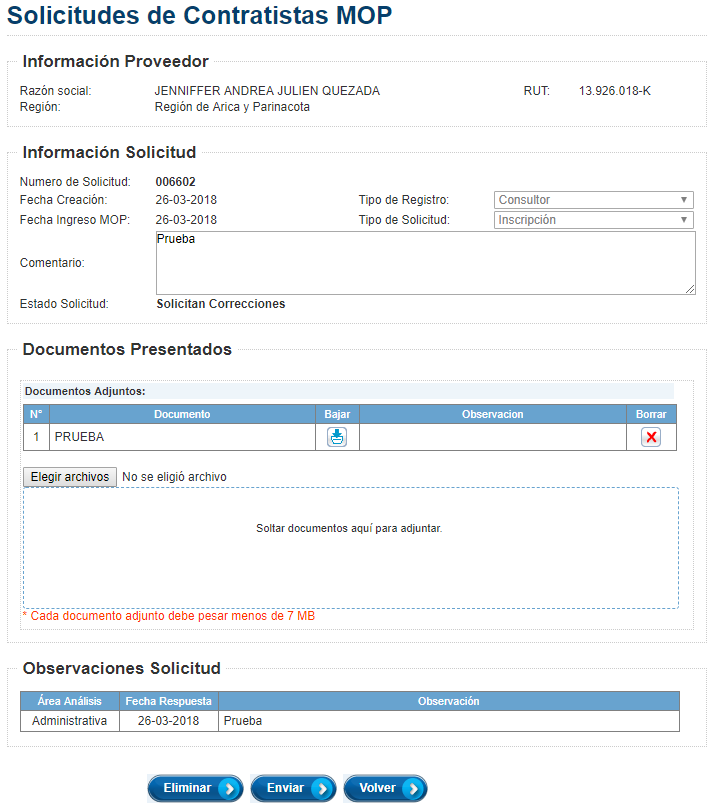 Solicitudes de Contratistas MOP
Información Proveedor
Razón social: JENNIFFER ANDREA JULIEN QUEZADA RUT: 13.926.018-K
Región: Región de Arica y Parinacota
Información Solicitud
Numero de Solicitud: 006602
Fecha Creación: 26-03-2018 Tipo de Registro: Consultor
Fecha Ingreso MOP: 26-03-2018 Tipo de Solicitud: Inscripción
Prueba
Comentario:
Estado Solicitud: Solicitan Correcciones
Documentos Presentados
Documentos Adjuntos:
N° Documento Bajar Observacion Borrar
1 PRUEBA
Elegir archivos No se eligió archivo
Soltar documentos aquí para adjuntar.
* Cada documento adjunto debe pesar menos de 7 MB
Observaciones Solicitud
Área Análisis Fecha Respuesta Observación
Administrativa 26-03-2018 Prueba
Eliminar Enviar Volver